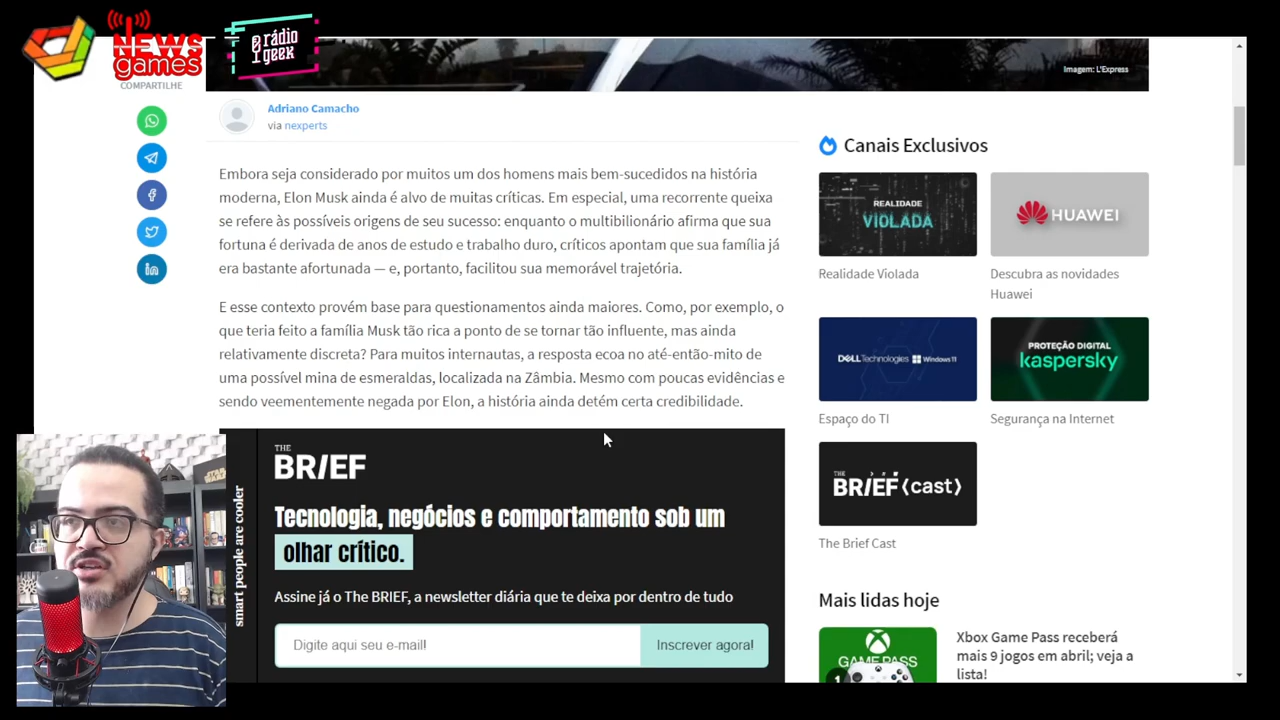 NEWS
games
rádio
geek
COMPARTILHE
Imagem: L'Express
Adriano Camacho
via nexperts
Embora seja considerado por muitos um dos homens mais bem-sucedidos na história
moderna, Elon Musk ainda é alvo de muitas críticas. Em especial, uma recorrente queixa
se refere às possíveis origens de seu sucesso: enquanto o multibilionário afirma que sua
fortuna é derivada de anos de estudo e trabalho duro, críticos apontam que sua família já
era bastante afortunada — e, portanto, facilitou sua memorável trajetória.
E esse contexto provém base para questionamentos ainda maiores. Como, por exemplo, o
que teria feito a família Musk tão rica a ponto de se tornar tão influente, mas ainda
relativamente discreta? Para muitos internautas, a resposta ecoa no até-então-mito de
uma possível mina de esmeraldas, localizada na Zâmbia. Mesmo com poucas evidências e
sendo veementemente negada por Elon, a história ainda detém certa credibilidade.
smart people are cooler
THE
BRIEF
Tecnologia, negócios e comportamento sob um
olhar crítico.
Assine já o The BRIEF, a newsletter diária que te deixa por dentro de tudo
Digite aqui seu e-mail!
Inscrever agora!
Canais Exclusivos
REALIDADE
VIOLADA
Realidade Violada
HUAWEI
Descubra as novidades
Huawei
DELLTechnologies Windows 11
Espaço do TI
PROTEÇÃO DIGITAL
kaspersky
Segurança na Internet
THE
BRIEF (cast)
The Brief Cast
Mais lidas hoje
XBOX
GAME PASS
1
Xbox Game Pass receberá
mais 9 jogos em abril; veja a
lista!
STAR
WARS